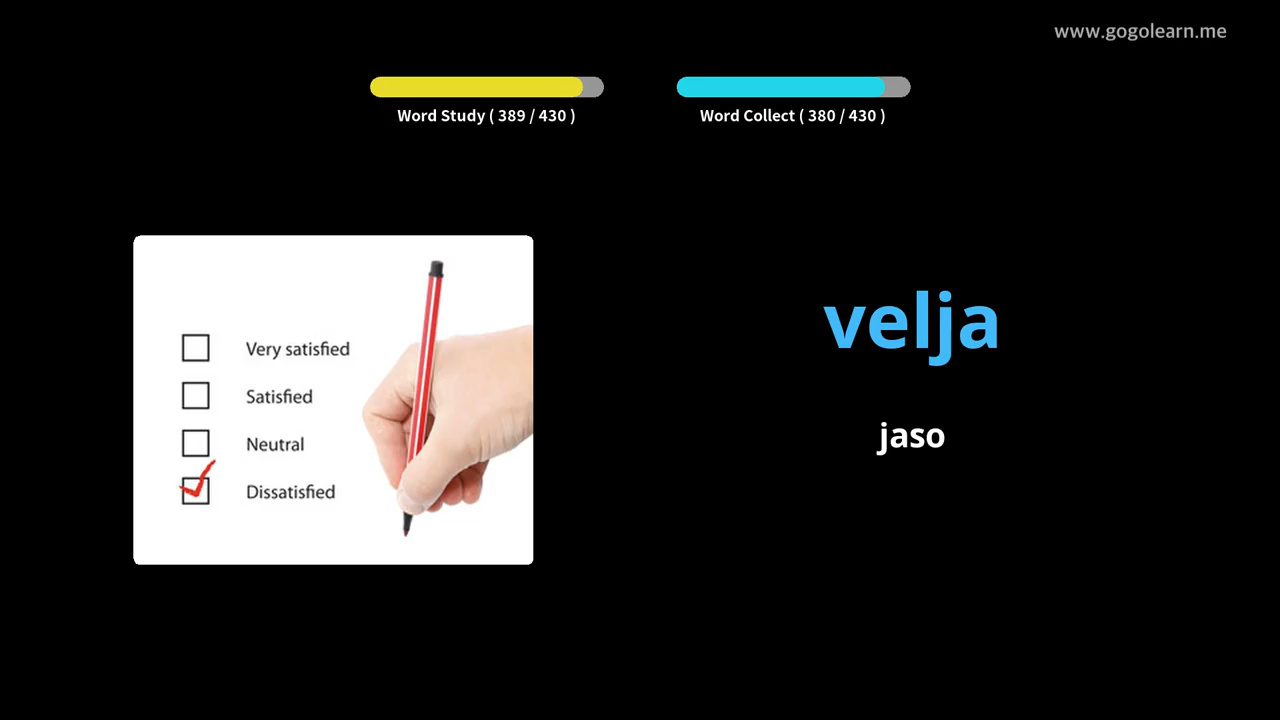 www.gogolearn.me
Word Study ( 389 / 430 )
Word Collect ( 380 / 430 )
Very satisfied
Satisfied
Neutral
Dissatisfied
velja
jaso